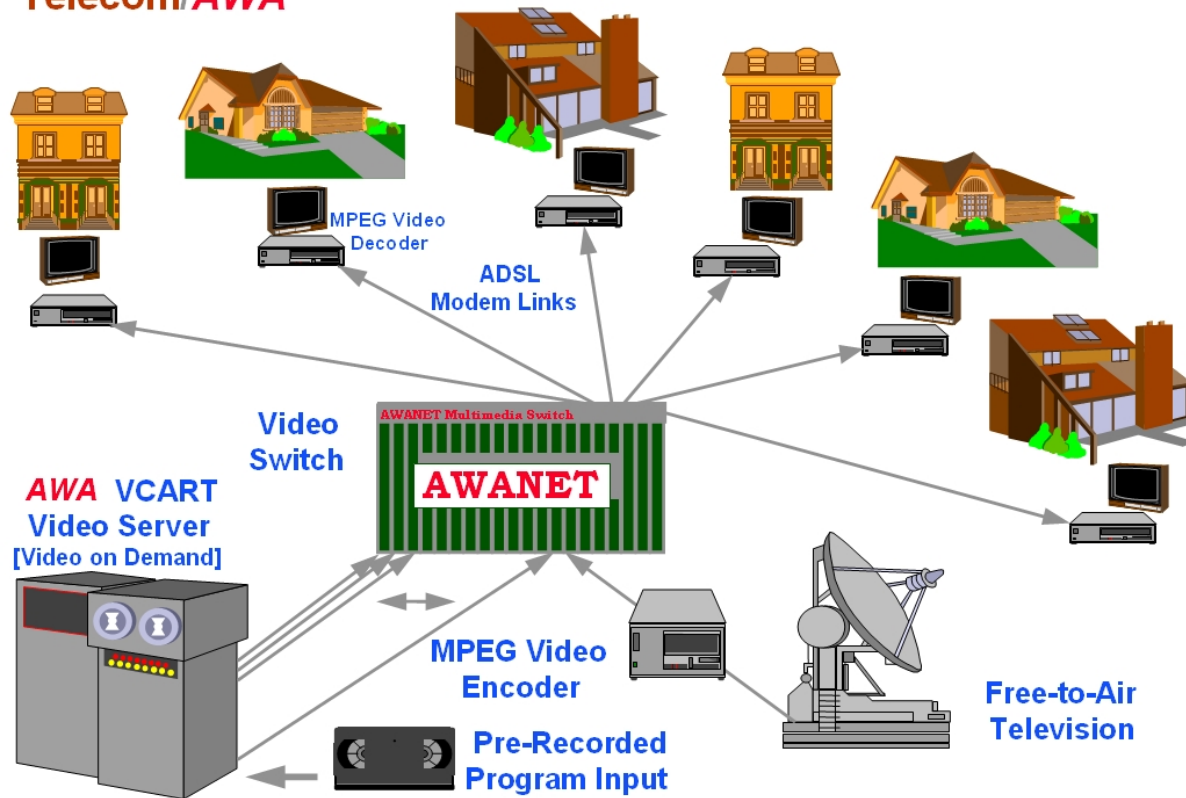 Telecom/AWA
MPEG Video
Decoder
ADSL
Modem Links
Video
Switch
AWANET Multimedia Switch
AWANET
AWA VCART
Video Server
[Video on Demand]
MPEG Video
Encoder
Free-to-Air
Television
Pre-Recorded
Program Input